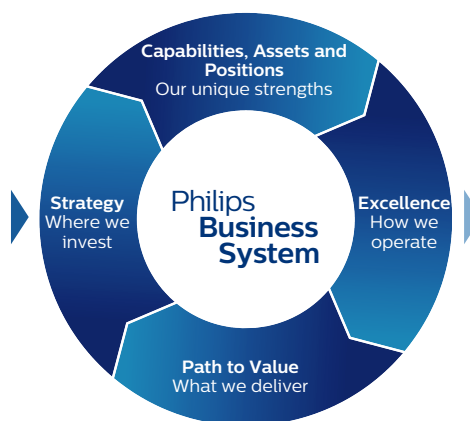 Capabilities, Assets and
Positions
Our unique strengths
Strategy
Where we
invest
Philips
Business
System
Excellence
How we
operate
Path to Value
What we deliver